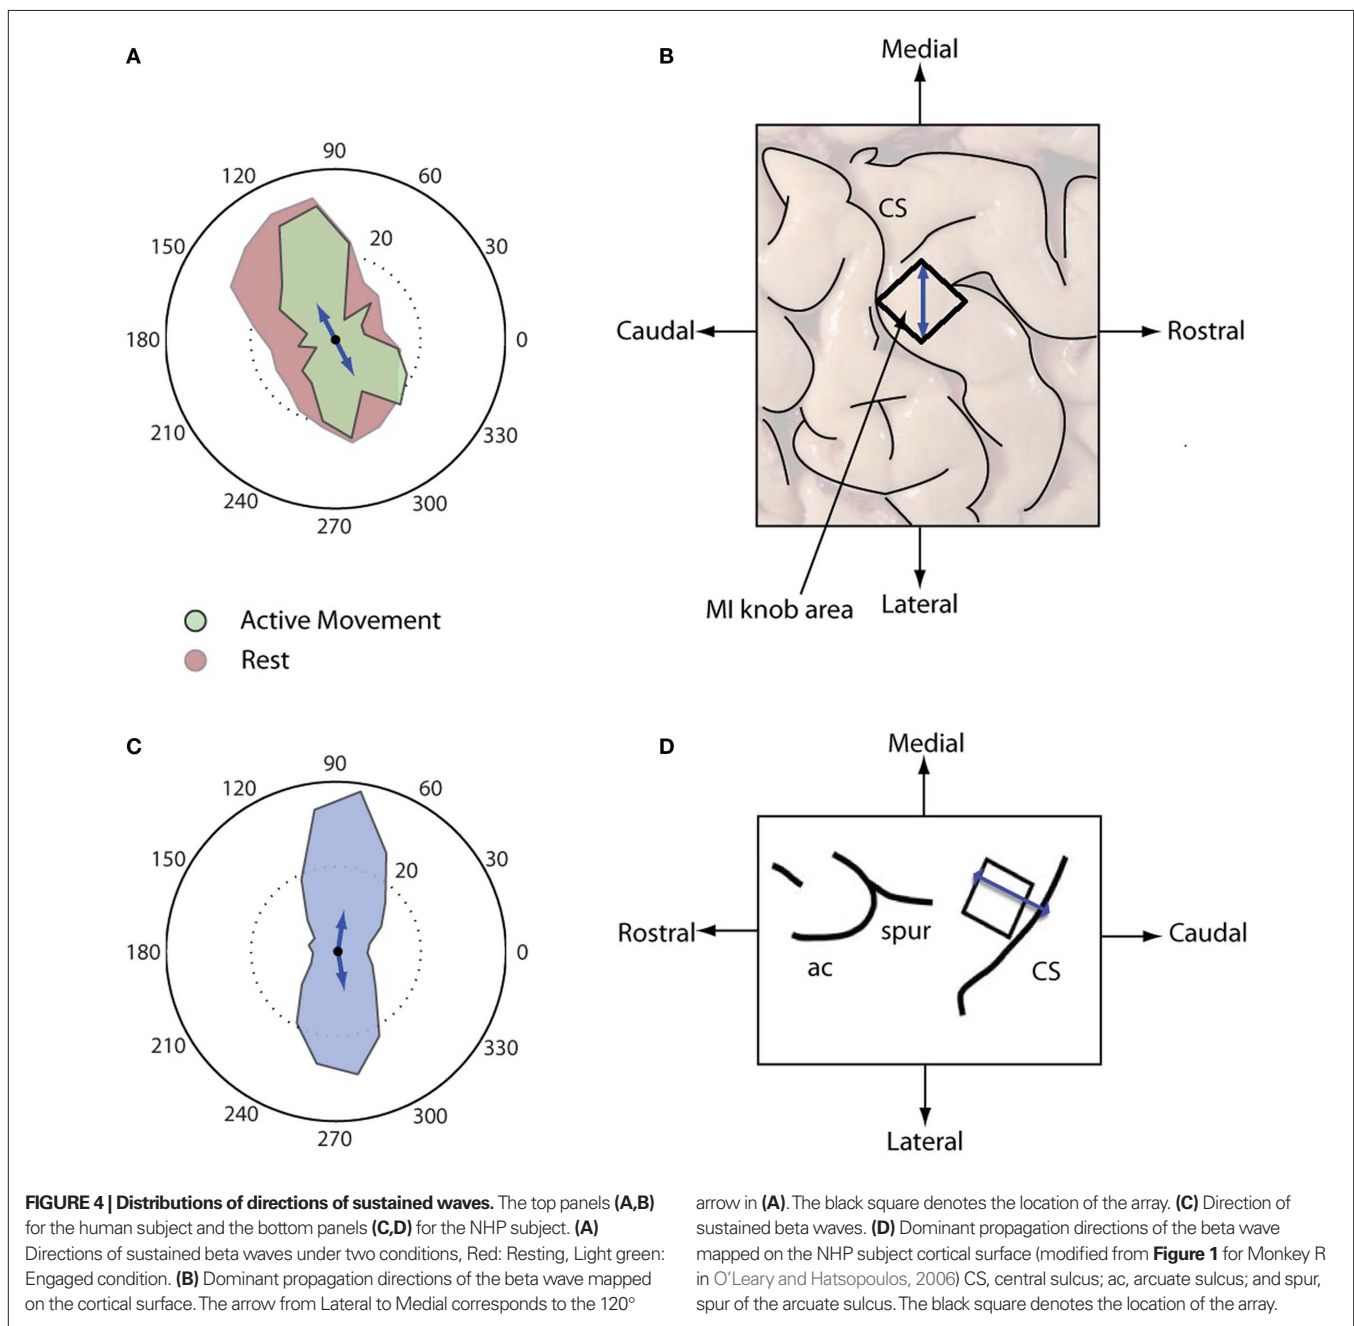 A
90
120
60
20
150
30
180
0
210
330
240
300
270
Active Movement
Rest
B
Medial
CS
Caudal
Rostral
MI knob area
Lateral
C
90
120
60
150
30
20
180
0
210
330
240
300
270
D
Medial
Rostral
spur
Caudal
ac
CS
Lateral
FIGURE 4 | Distributions of directions of sustained waves. The top panels (A,B)
for the human subject and the bottom panels (C,D) for the NHP subject. (A)
Directions of sustained beta waves under two conditions, Red: Resting, Light green:
Engaged condition. (B) Dominant propagation directions of the beta wave mapped
on the cortical surface. The arrow from Lateral to Medial corresponds to the 120°
arrow in (A). The black square denotes the location of the array. (C) Direction of
sustained beta waves. (D) Dominant propagation directions of the beta wave
mapped on the NHP subject cortical surface (modified from Figure 1 for Monkey R
in O'Leary and Hatsopoulos, 2006) CS, central sulcus; ac, arcuate sulcus; and spur,
spur of the arcuate sulcus. The black square denotes the location of the array.